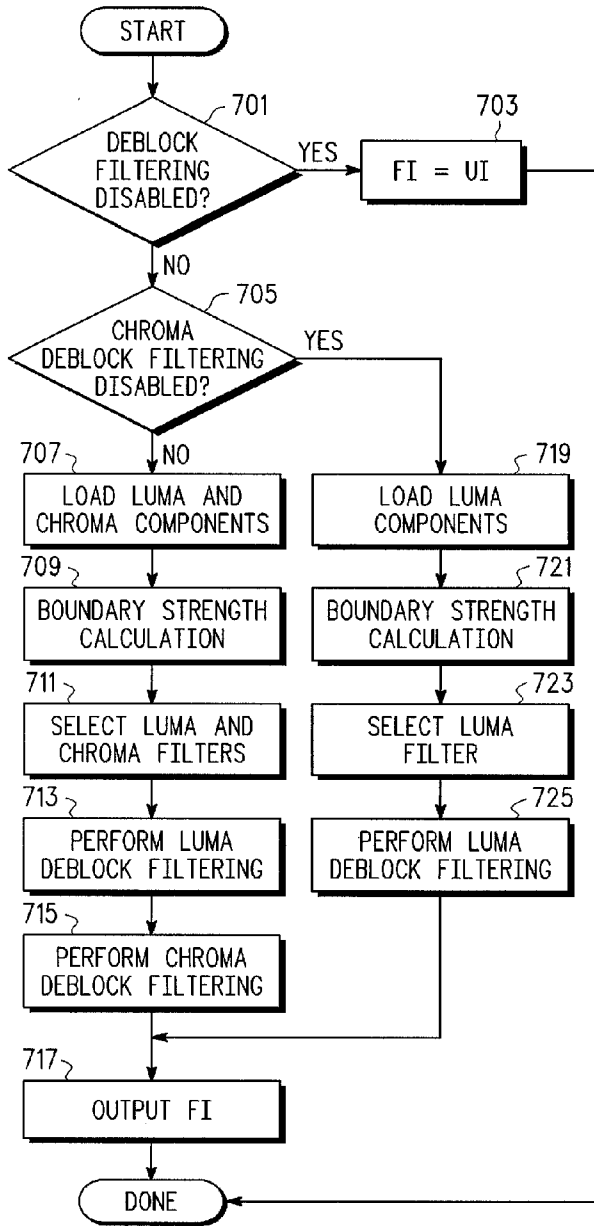 START
701
DEBLOCK
FILTERING
DISABLED?
YES
703
FI = UI
NO
705
CHROMA
DEBLOCK FILTERING
DISABLED?
YES
NO
707
LOAD LUMA AND
CHROMA COMPONENTS
719
LOAD LUMA
COMPONENTS
709
BOUNDARY STRENGTH
CALCULATION
721
BOUNDARY STRENGTH
CALCULATION
711
SELECT LUMA AND
CHROMA FILTERS
723
SELECT LUMA
FILTER
713
PERFORM LUMA
DEBLOCK FILTERING
725
PERFORM LUMA
DEBLOCK FILTERING
715
PERFORM CHROMA
DEBLOCK FILTERING
717
OUTPUT FI
DONE